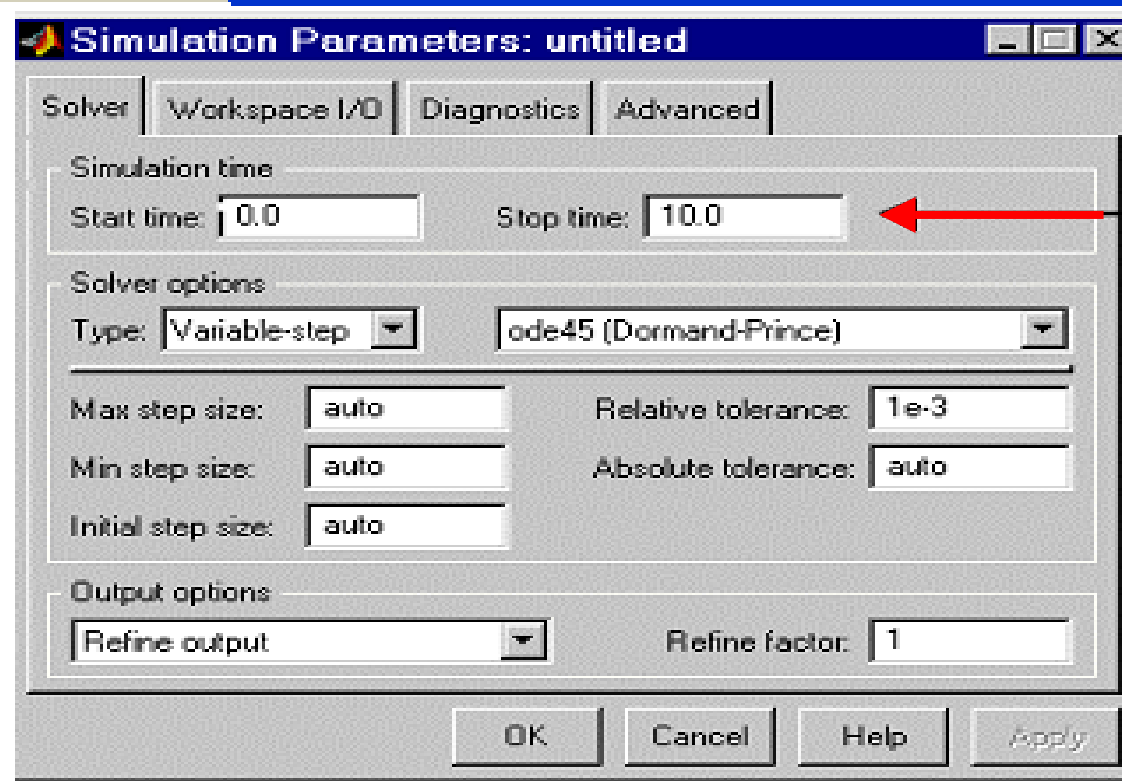 Simulation Parameters: untitled
Solver Workspace I/O Diagnostics Advanced
Simulation time
Start time: 0.0 Stop time: 10.0
Solver options
Type: Variable-step ode45 (Dormand-Prince)
Max step size: auto Relative tolerance: 1e-3
Min step size: auto Absolute tolerance: auto
Initial step size: auto
Output options
Refine output Refine factor: 1
OK Cancel Help Apply